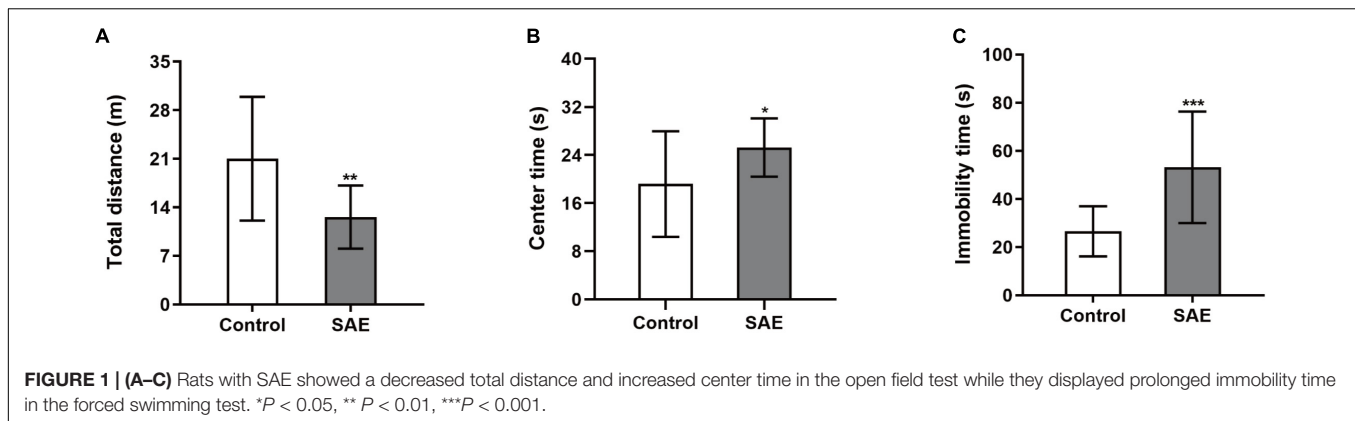 A
Total distance (m)
35
28
21
14
7
0
**
Control SAE
B
Center time (s)
40
32
24
16
8
0
*
Control SAE
C
Immobility time (s)
100
80
60
40
20
0
***
Control SAE
FIGURE 1 | (A–C) Rats with SAE showed a decreased total distance and increased center time in the open field test while they displayed prolonged immobility time
in the forced swimming test. *P < 0.05, ** P < 0.01, ***P < 0.001.